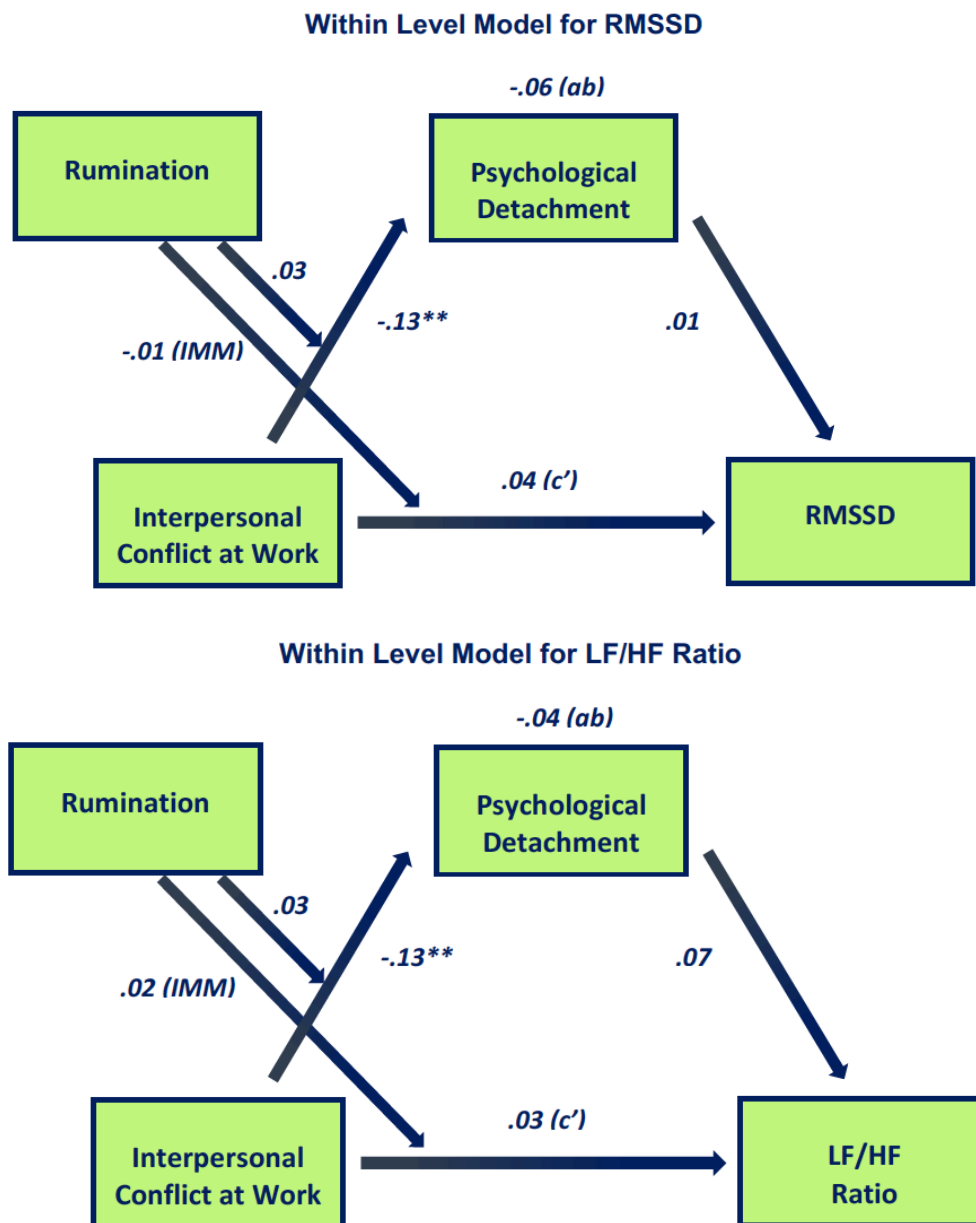 Within Level Model for RMSSD
-.06 (ab)
Rumination
Psychological
Detachment
.03
-.13**
.01
-.01 (IMM)
.04 (c’)
Interpersonal
Conflict at Work
RMSSD
Within Level Model for LF/HF Ratio
-.04 (ab)
Rumination
Psychological
Detachment
.03
-.13**
.07
.02 (IMM)
.03 (c’)
Interpersonal
Conflict at Work
LF/HF
Ratio